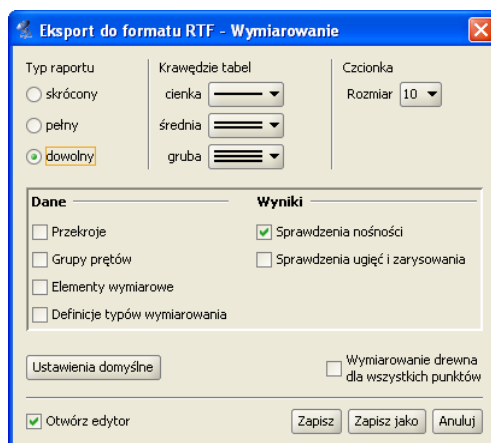 Eksport do formatu RTF - Wymiarowanie
Typ raportu
skrócony
pełny
dowolny
Krawędzie tabel
cienka
średnia
gruba
Czcionka
Rozmiar 10
Dane
Przekroje
Grupy prętów
Elementy wymiarowe
Definicje typów wymiarowania
Wyniki
Sprawdzenia nośności
Sprawdzenia ugięć i zarysowania
Ustawienia domyślne
Wymiarowanie drewna
dla wszystkich punktów
Otwórz edytor
Zapisz
Zapisz jako
Anuluj